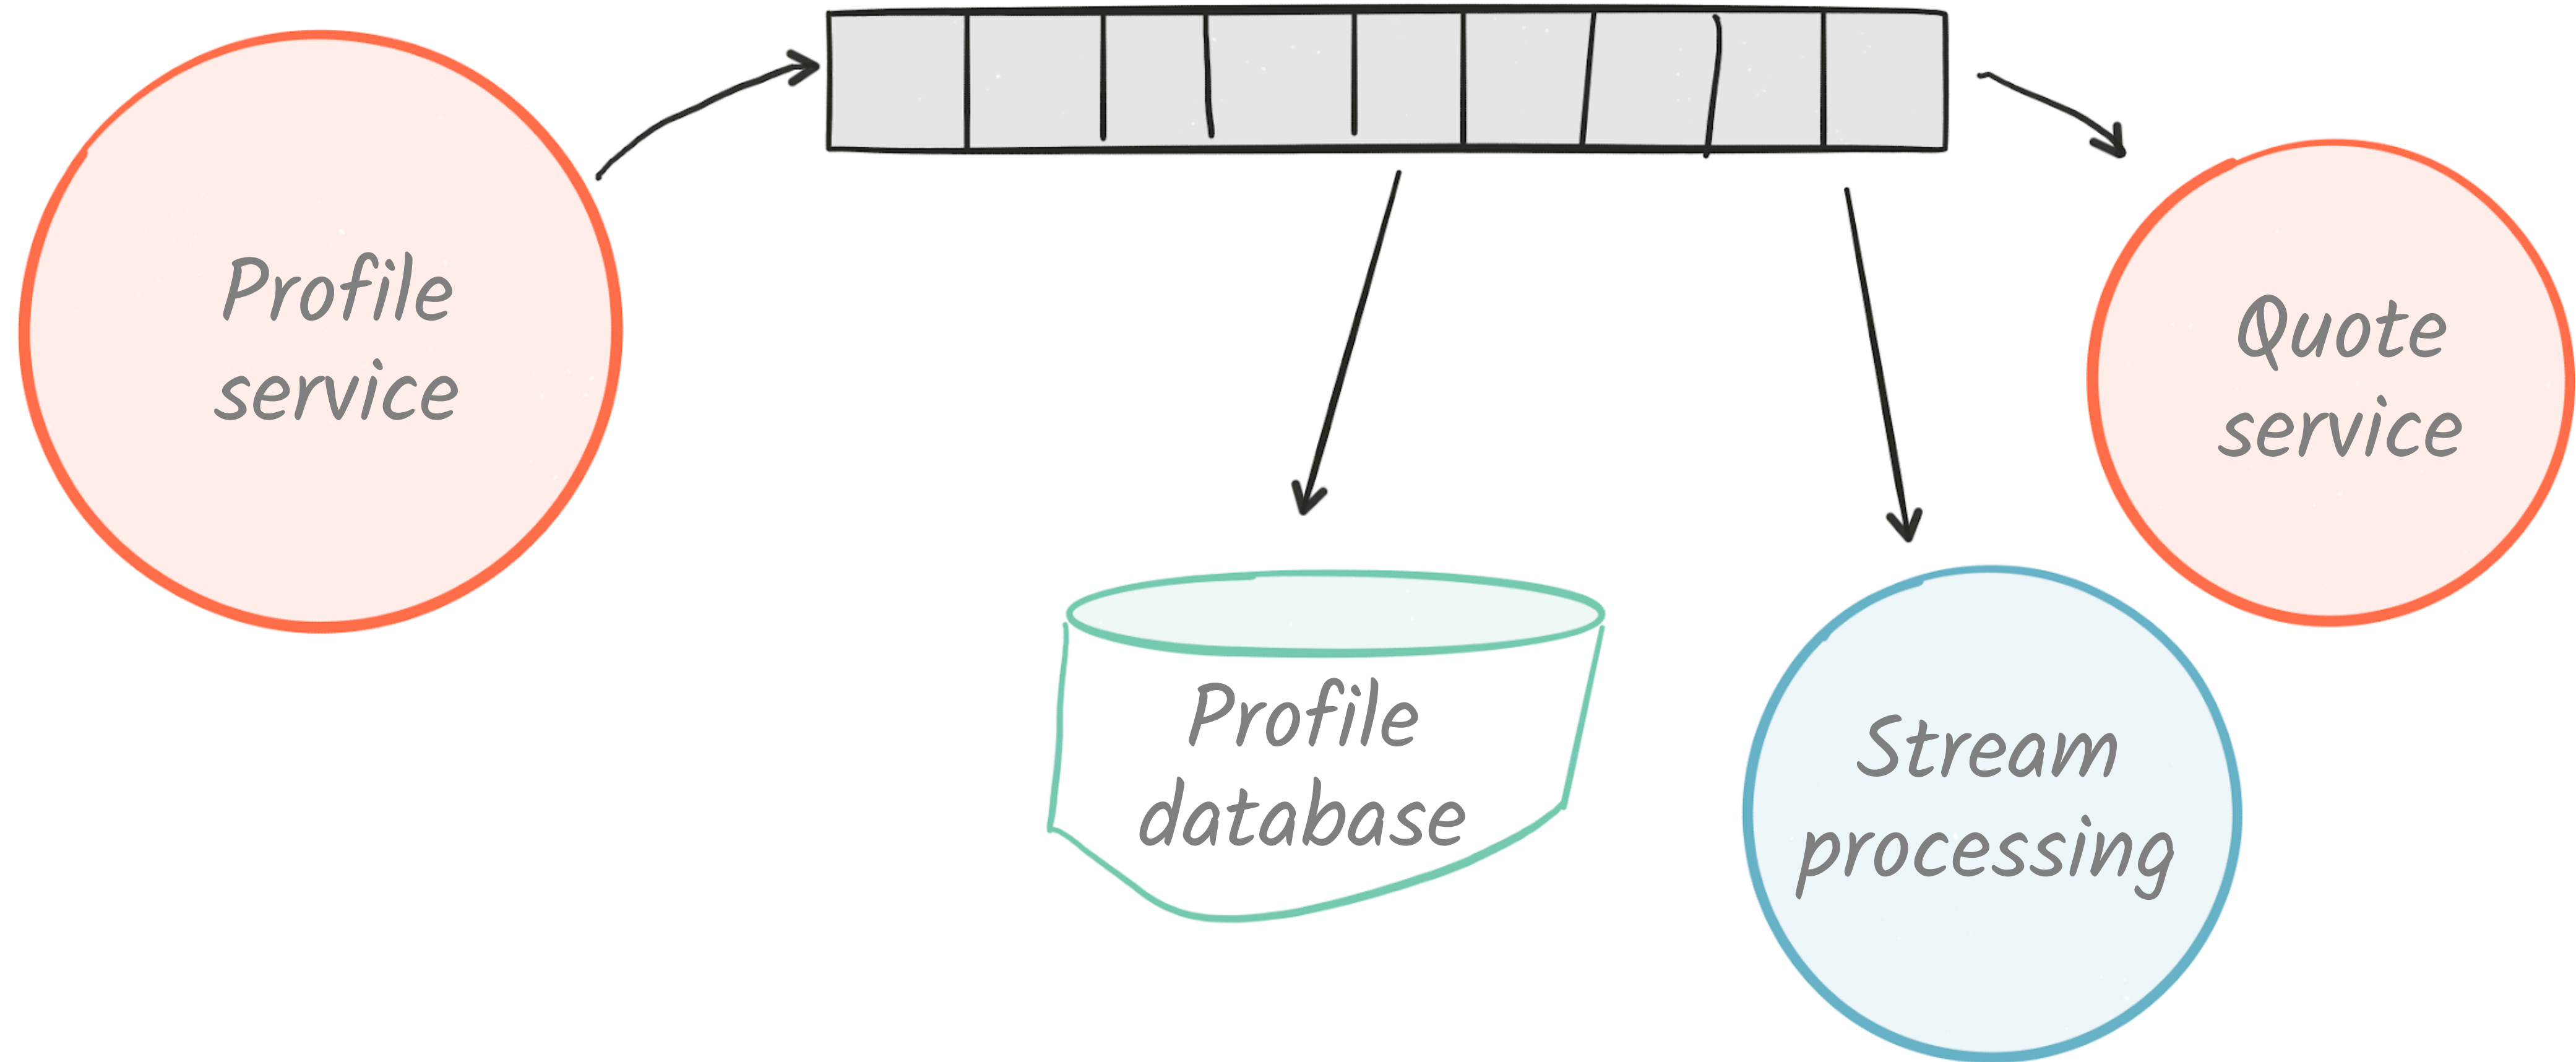 Profile
service
Quote
service
Profile
database
Stream
processing